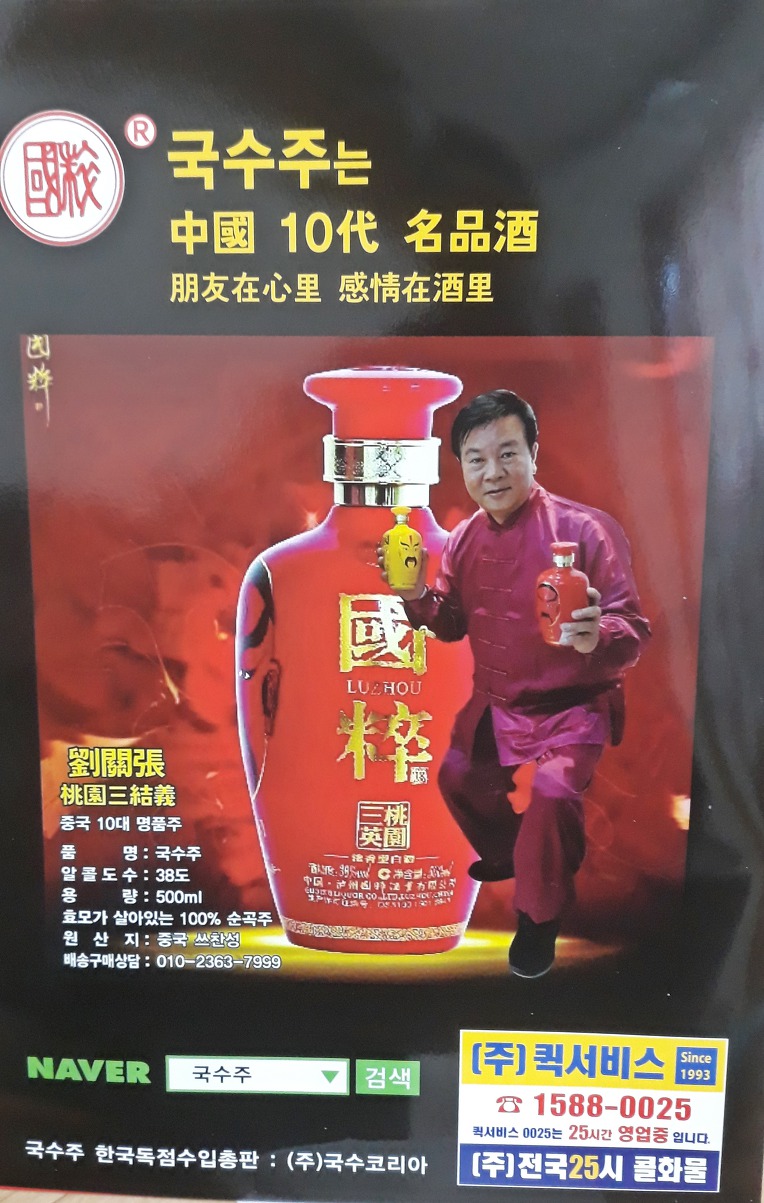 國粹
®
국수주는
中國 10代 名品酒
朋友在心里 感情在酒里
國粹
國
LUZHOU
粹
三桃
英園
劉關張
桃園三結義
중국 10대 명품주
품 명 : 국수주
알콜도수 : 38도
용 량 : 500ml
효모가 살아있는 100% 순곡주
원 산 지 : 중국 쓰찬성
배송구매상담 : 010-2363-7999
NAVER 국수주 검색
국수주 한국독점수입총판 : (주)국수코리아
(주)퀵서비스 Since 1993
☎ 1588-0025
퀵서비스 0025는 25시간 영업중 입니다.
(주)전국25시 콜화물